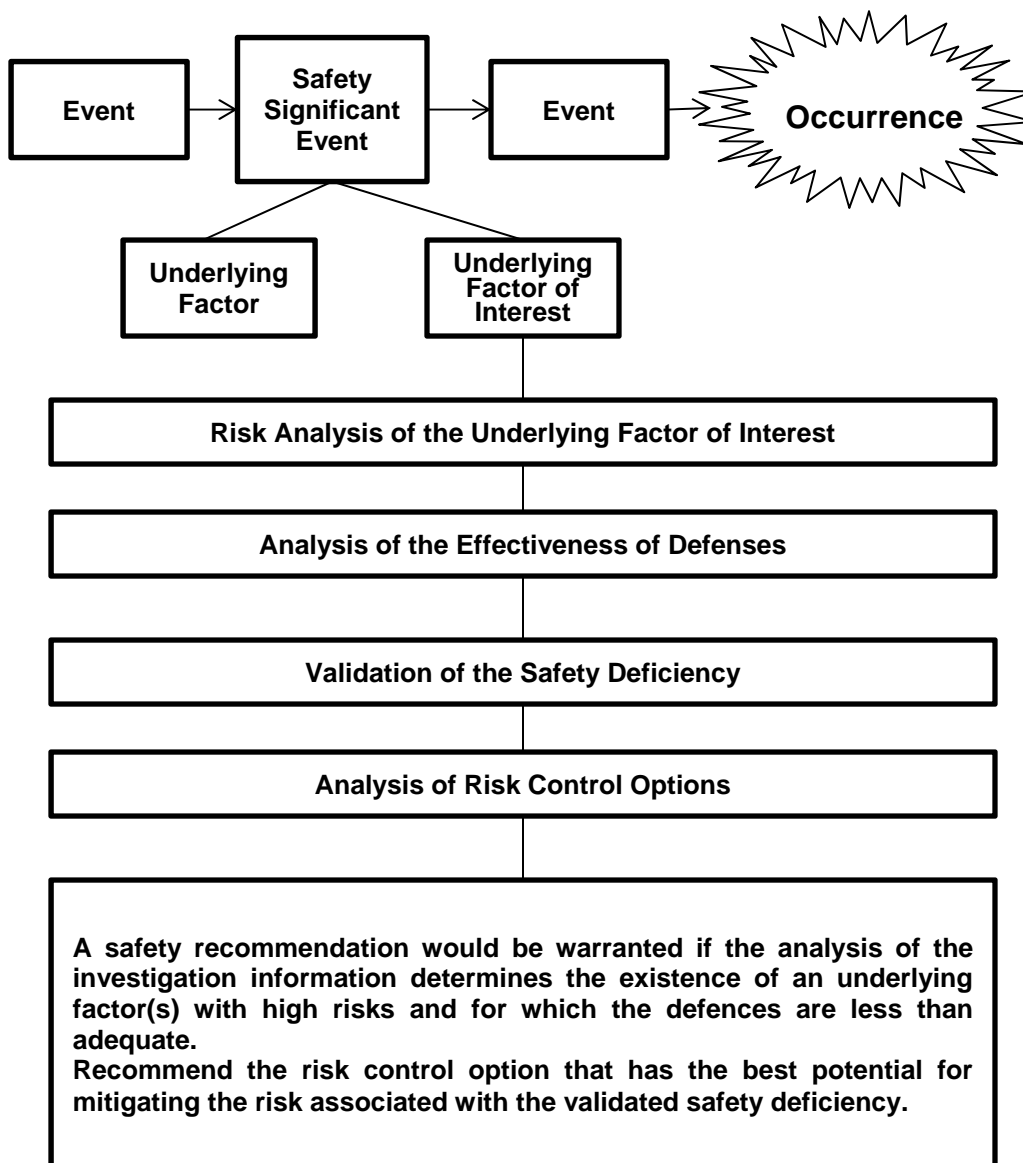 Event
Safety
Significant
Event
Event
Occurrence
Underlying
Factor
Underlying
Factor of
Interest
Risk Analysis of the Underlying Factor of Interest
Analysis of the Effectiveness of Defenses
Validation of the Safety Deficiency
Analysis of Risk Control Options
A safety recommendation would be warranted if the analysis of the
investigation information determines the existence of an underlying
factor(s) with high risks and for which the defences are less than
adequate.
Recommend the risk control option that has the best potential for
mitigating the risk associated with the validated safety deficiency.